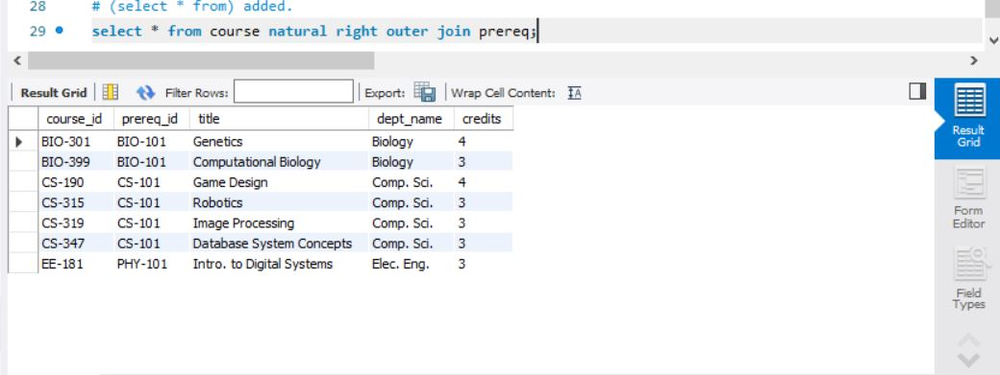 28 # (select * from) added.
29 select * from course natural right outer join prereq;
Result Grid Filter Rows: Export: Wrap Cell Content:
course_id prereq_id title dept_name credits
BIO-301 BIO-101 Genetics Biology 4
BIO-399 BIO-101 Computational Biology Biology 3
CS-190 CS-101 Game Design Comp. Sci. 4
CS-315 CS-101 Robotics Comp. Sci. 3
CS-319 CS-101 Image Processing Comp. Sci. 3
CS-347 CS-101 Database System Concepts Comp. Sci. 3
EE-181 PHY-101 Intro. to Digital Systems Elec. Eng. 3
Result
Grid
Form
Editor
Field
Types